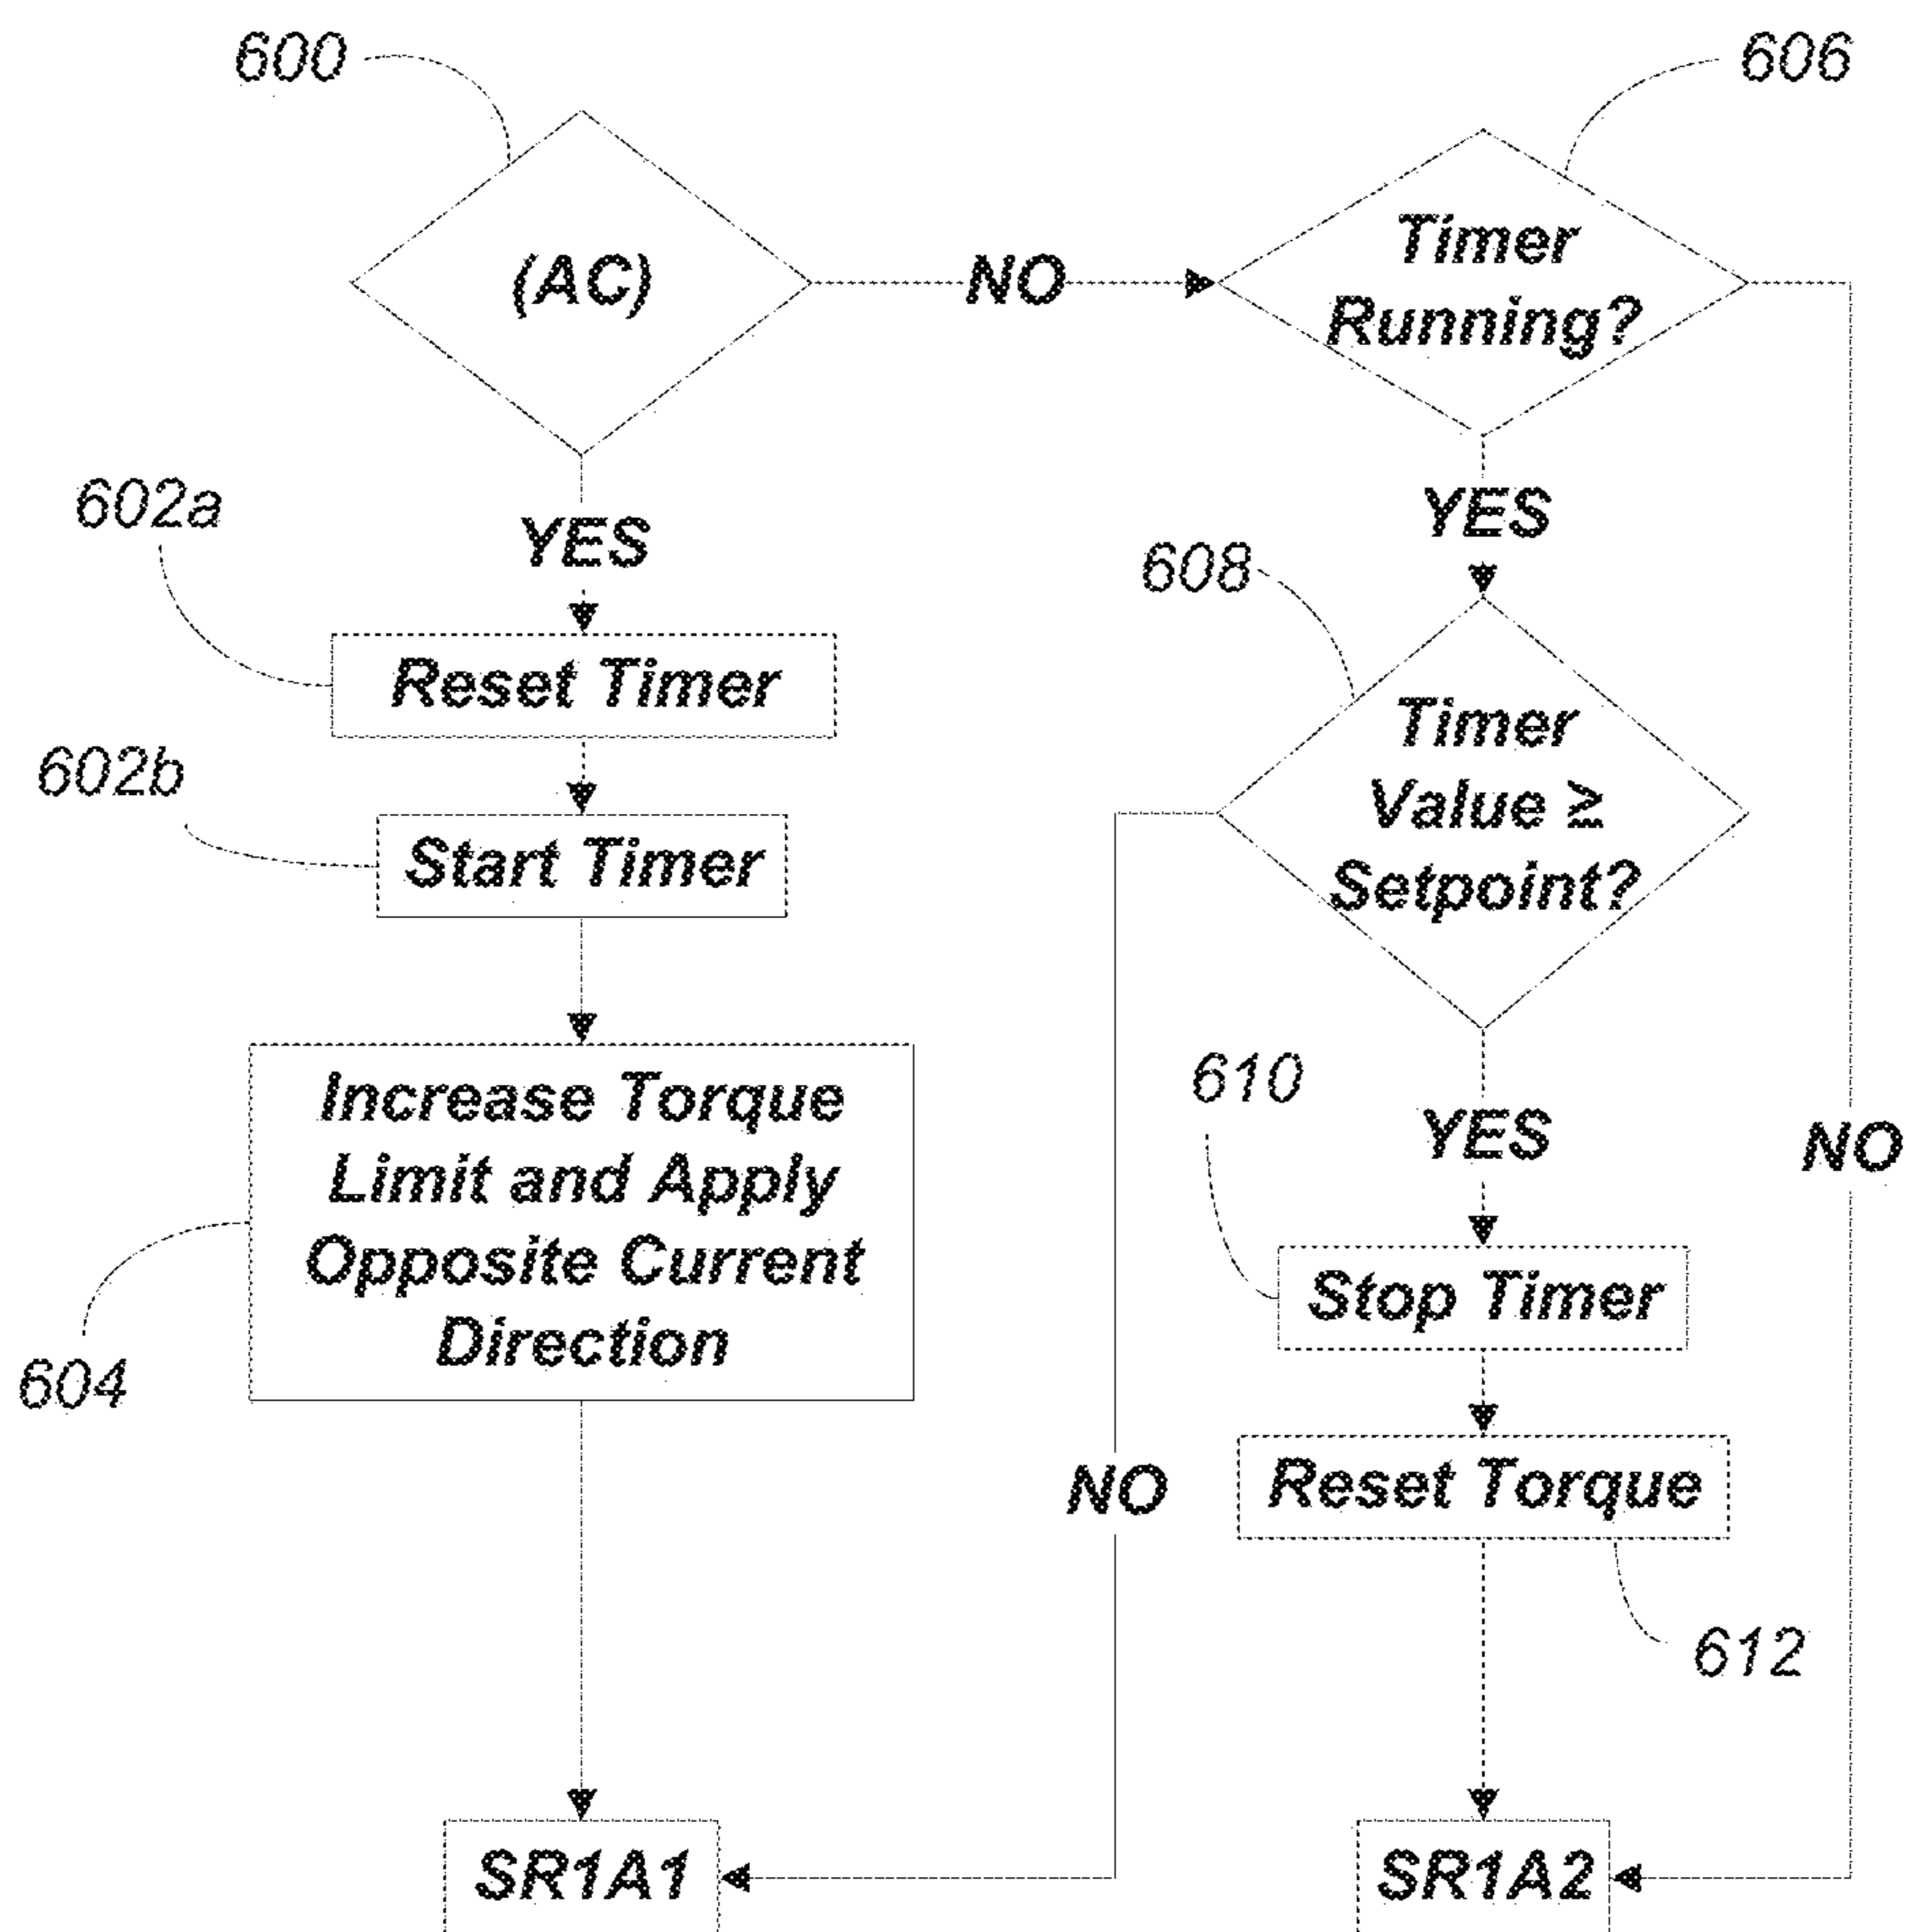 600
606
(AC)
NO
Timer
Running?
YES
YES
602a
608
Reset Timer
602b
Start Timer
Timer
Value ≥
Setpoint?
Increase Torque
Limit and Apply
Opposite Current
Direction
604
610
YES
NO
Stop Timer
NO
Reset Torque
612
SR1A1
SR1A2